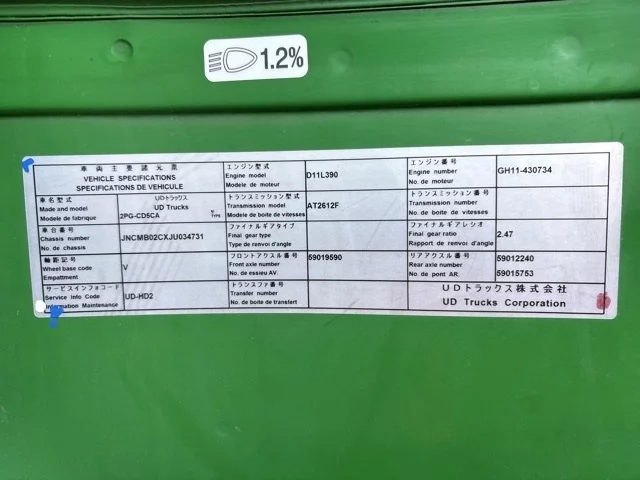 1.2%
車両主要諸元票
VEHICLE SPECIFICATIONS
SPECIFICATIONS DE VEHICULE
エンジン型式
Engine model
Modele de moteur
D11L390
エンジン番号
Engine number
No. de moteur
GH11-430734
車名型式
Made and model
Modele de fabrique
UDトラックス
UD Trucks
2PG-CD5CA
TYPE
トランスミッション型式
Transmission model
Modele de boite de vitesses
AT2612F
トランスミッション番号
Transmission number
No. de boite de vitesses
車台番号
Chassis number
No. de chassis
JNCMB02CXJU034731
ファイナルギアタイプ
Final gear type
Type de renvoi d'angle
ファイナルギアレシオ
Final gear ratio
Rapport de renvoi d'angle
2.47
軸距記号
Wheel base code
Empattment
V
フロントアクスル番号
Front axle number
No. de essieu AV.
59019590
リアアクスル番号
Rear axle number
No. de pont AR.
59012240
59015753
サービスインフォコード
Service info Code
Information Maintenance
UD-HD2
トランスファ番号
Transfer number
No. de boite de transfert
UDトラックス株式会社
UD Trucks Corporation